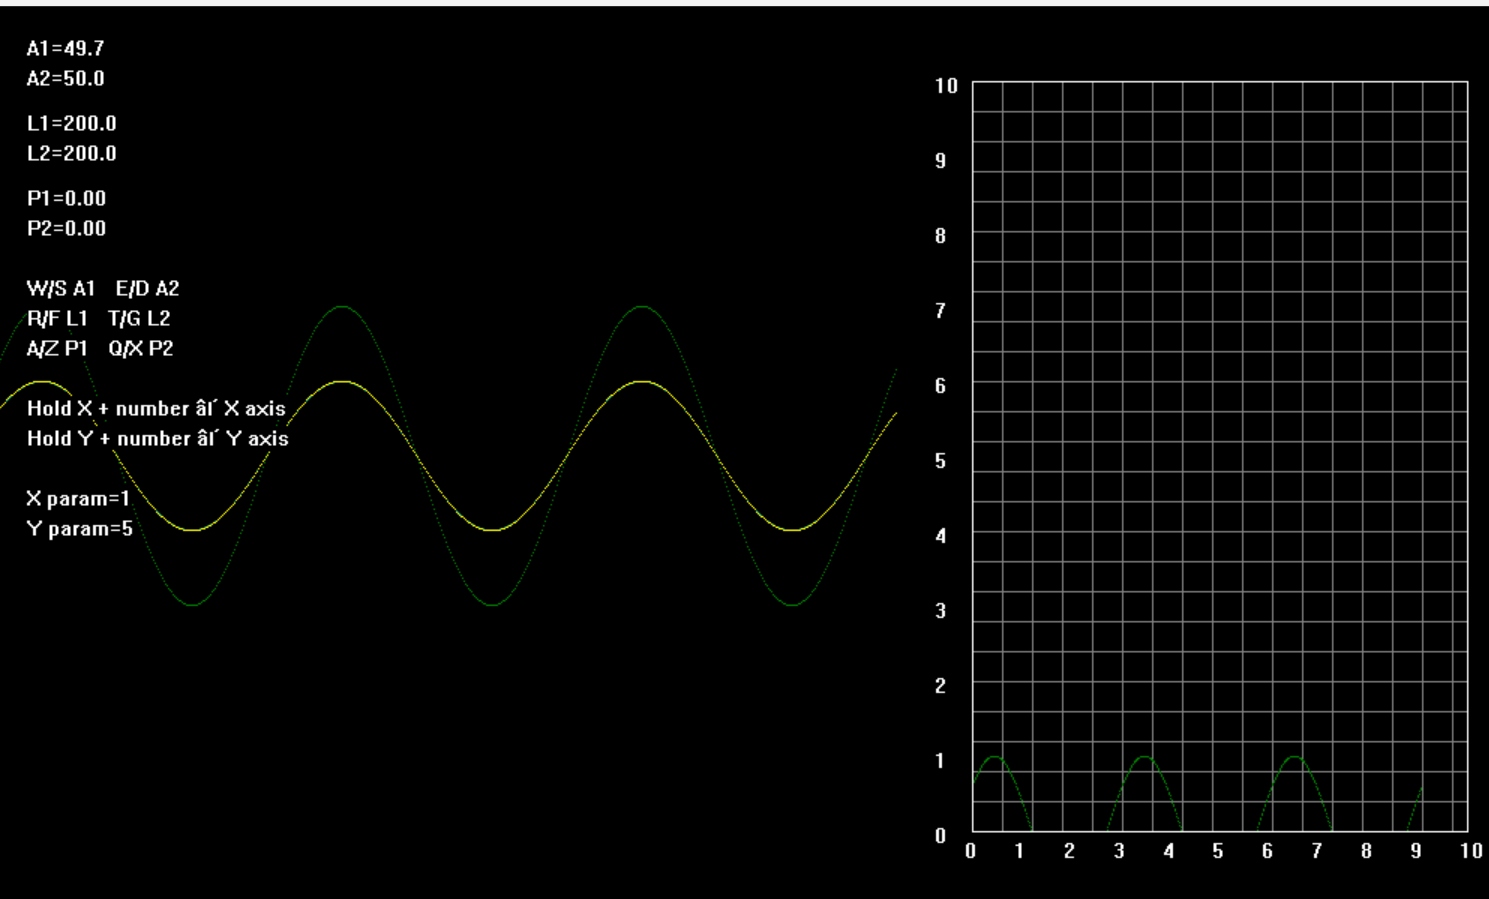 A1=49.7
A2=50.0
L1=200.0
L2=200.0
P1=0.00
P2=0.00
W/S A1 E/D A2
R/F L1 T/G L2
A/Z P1 Q/X P2
Hold X + number âı´ X axis
Hold Y + number âı´ Y axis
X param=1
Y param=5
10
9
8
7
6
5
4
3
2
1
0
0 1 2 3 4 5 6 7 8 9 10